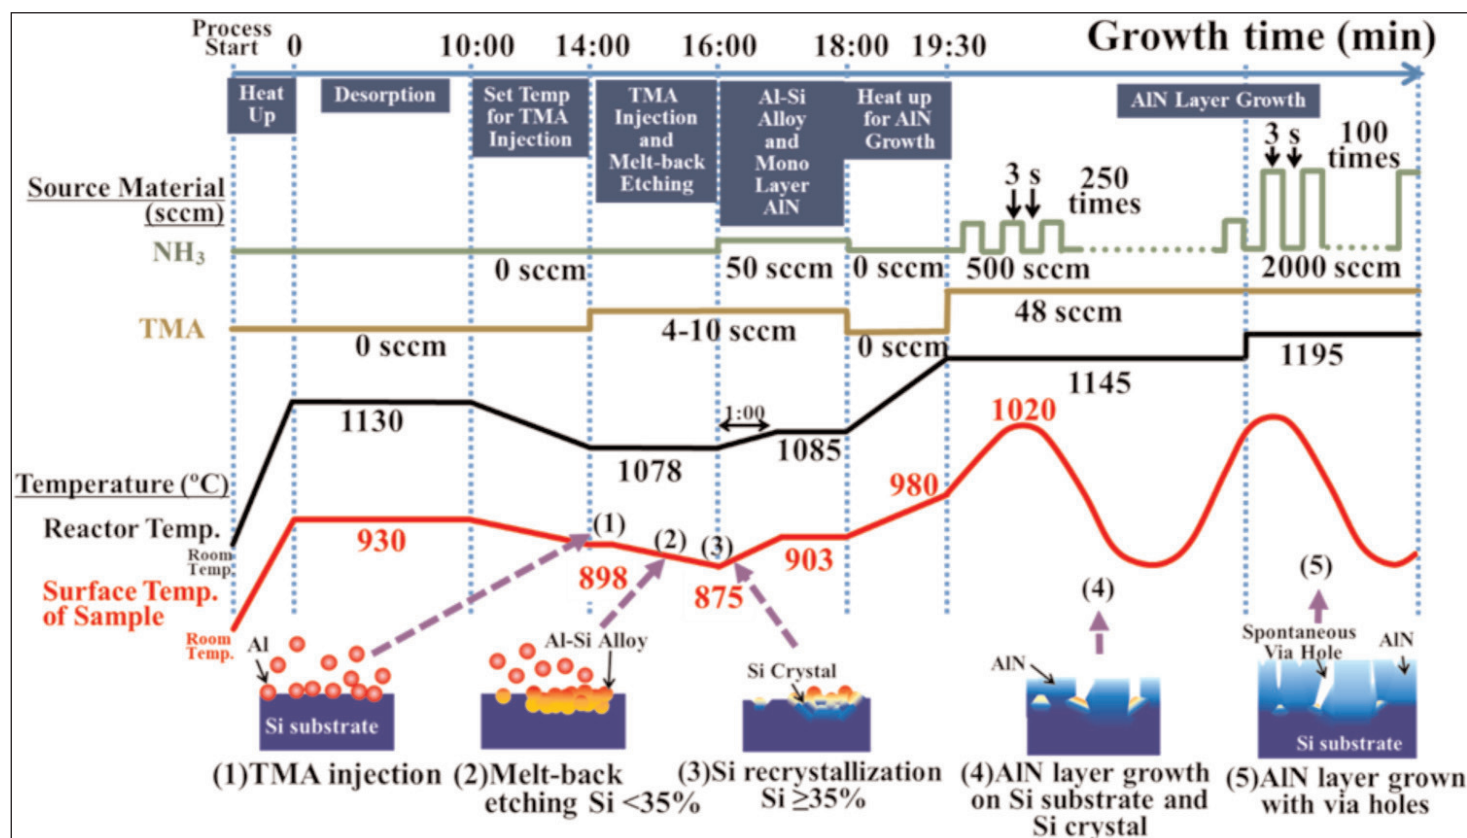 Process
Start
0
10:00
14:00
16:00
18:00
19:30
Growth time (min)
Heat
Up
Desorption
Set Temp
for TMA
Injection
TMA
Injection
and
Melt-back
Etching
Al-Si
Alloy
and
Mono
Layer
AlN
Heat up
for AlN
Growth
AlN Layer Growth
3 s
100
times
3 s
250
times
Source Material
(sccm)
NH₃
0 sccm
50 sccm
0 sccm
500 sccm
2000 sccm
TMA
0 sccm
4-10 sccm
0 sccm
48 sccm
1130
1078
1:00
1085
1145
1195
Temperature (ºC)
Reactor Temp.
Room
Temp.
Surface Temp.
of Sample
Room
Temp.
930
898
875
903
980
1020
(1)
(2)
(3)
(4)
(5)
Al
Si substrate
Al-Si Alloy
Si Crystal
AlN
Spontaneous
Via Hole
AlN
Si substrate
(1)TMA injection
(2)Melt-back
etching Si <35%
(3)Si recrystallization
Si ≥35%
(4)AlN layer growth
on Si substrate and
Si crystal
(5)AlN layer grown
with via holes